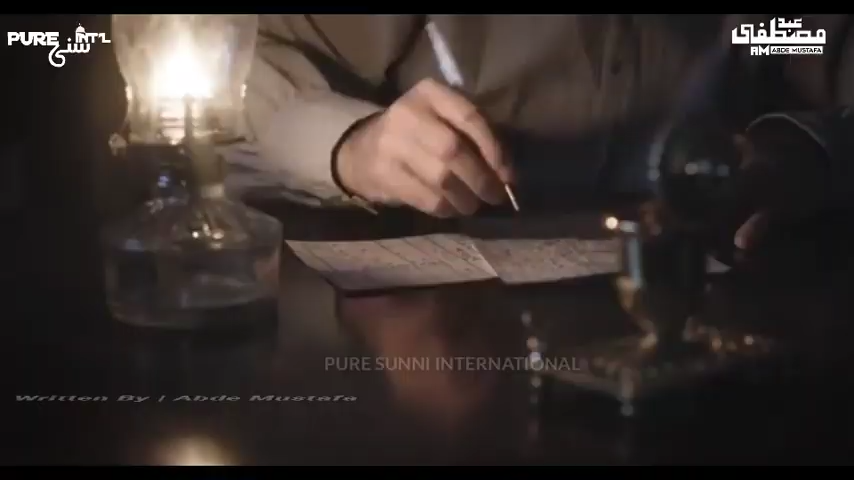 PURE INT'L
سنی
عبد مصطفی
AM ABDE MUSTAFA
PURE SUNNI INTERNATIONAL
Written By | Abde Mustafa